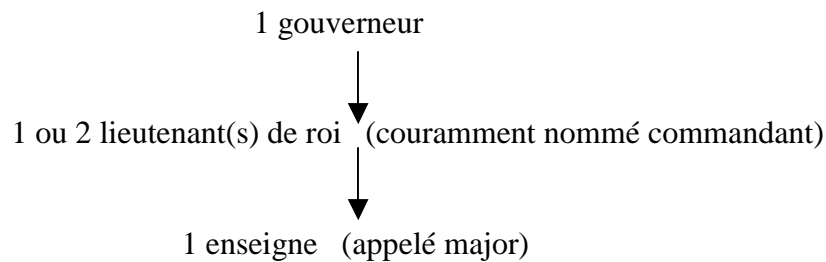 1 gouverneur
1 ou 2 lieutenant(s) de roi (couramment nommé commandant)
1 enseigne (appelé major)